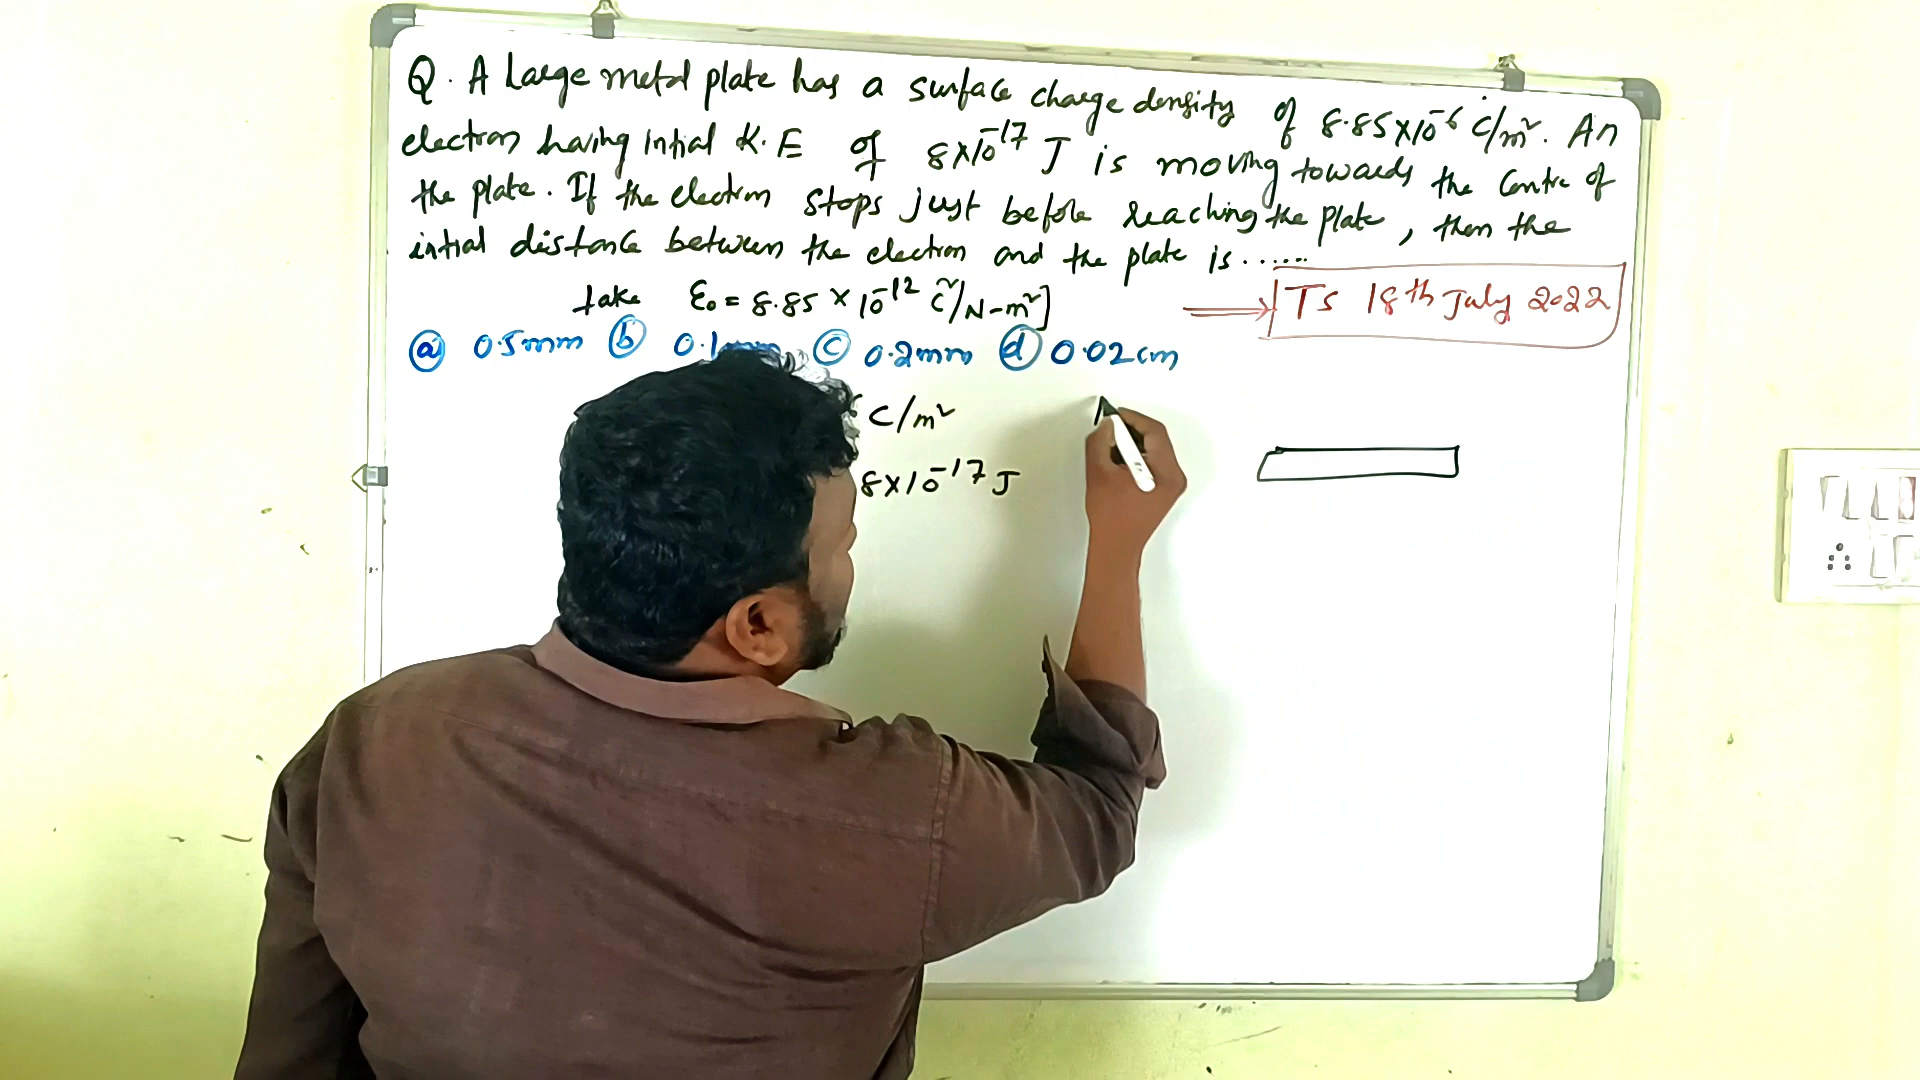 Q. A Large metal plate has a surface charge density of 8.85×10⁻⁶ C/m². An
electron having intial K.E of 8×10⁻¹⁷ J is moving towards the Centre of
the plate. If the electron stops just before reaching the plate, then the
intial distance between the electron and the plate is ......
take ε₀ = 8.85 × 10⁻¹² C²/N-m²]
TS 18th July 2022
ⓐ 0.5mm ⓑ 0.1mm ⓒ 0.2mm ⓓ 0.02cm
C/m²
8×10⁻¹⁷ J